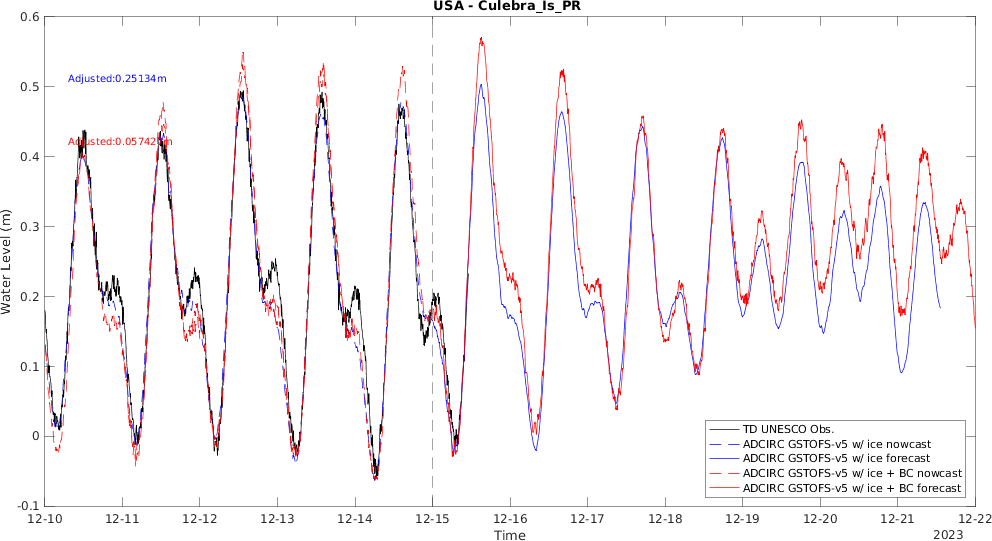 USA - Culebra_Is_PR
0.6
0.5
0.4
0.3
0.2
0.1
0
-0.1
Water Level (m)
Adjusted:0.25134m
Adjusted:0.05742 m
TD UNESCO Obs.
ADCIRC GSTOFS-v5 w/ ice nowcast
ADCIRC GSTOFS-v5 w/ ice forecast
ADCIRC GSTOFS-v5 w/ ice + BC nowcast
ADCIRC GSTOFS-v5 w/ ice + BC forecast
12-10 12-11 12-12 12-13 12-14 12-15 12-16 12-17 12-18 12-19 12-20 12-21 12-22
Time
2023